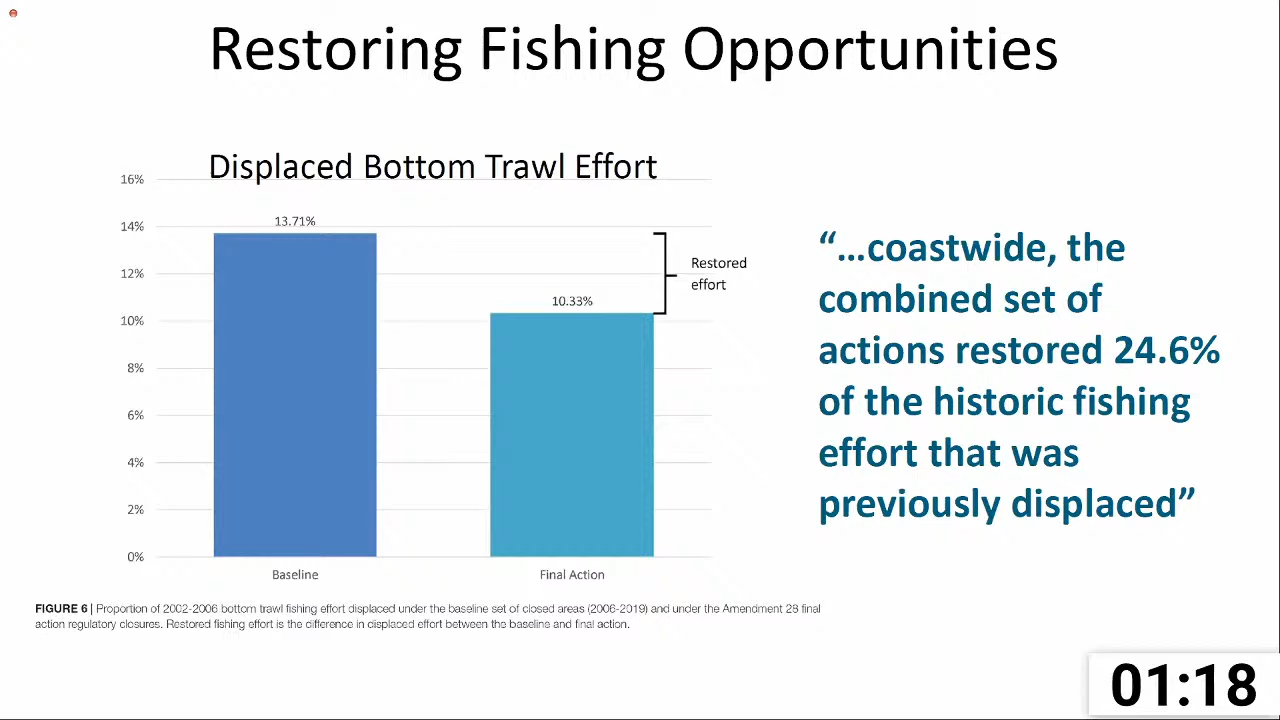 Restoring Fishing Opportunities
Displaced Bottom Trawl Effort
16%
14%
12%
10%
8%
6%
4%
2%
0%
13.71%
10.33%
Restored
effort
Baseline
Final Action
“...coastwide, the
combined set of
actions restored 24.6%
of the historic fishing
effort that was
previously displaced”
FIGURE 6 | Proportion of 2002-2006 bottom trawl fishing effort displaced under the baseline set of closed areas (2006-2019) and under the Amendment 28 final
action regulatory closures. Restored fishing effort is the difference in displaced effort between the baseline and final action.
01:18